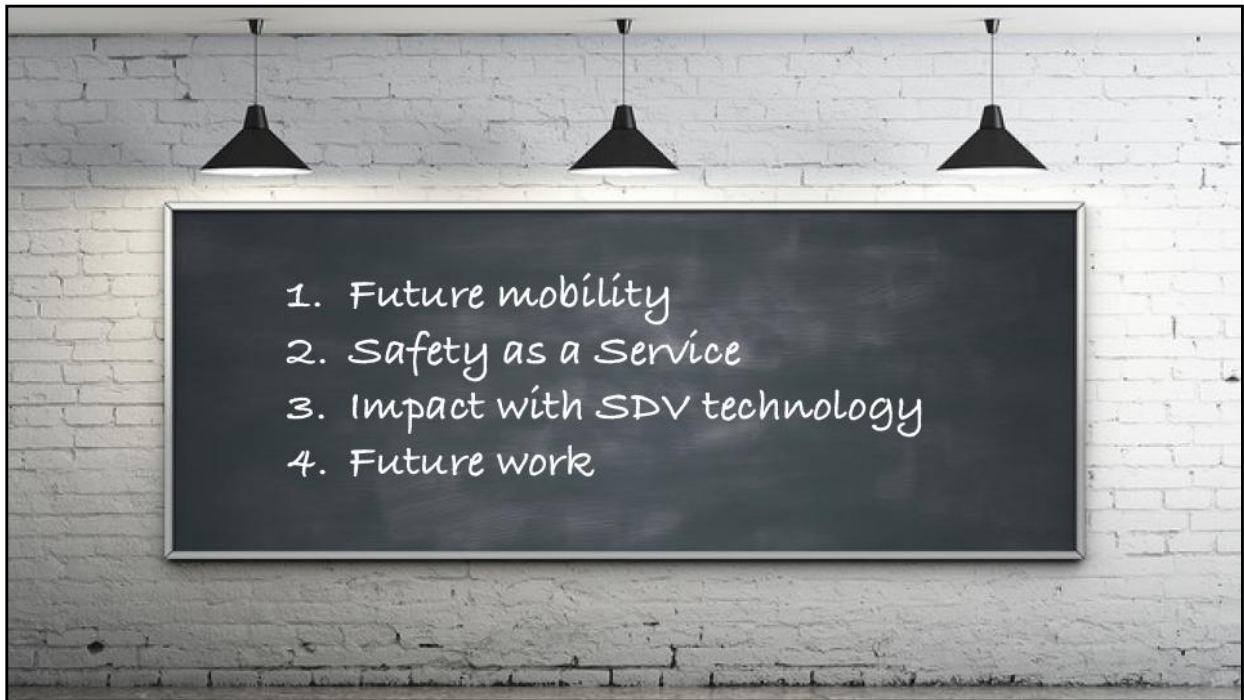 1. Future mobility
2. Safety as a Service
3. Impact with SDV technology
4. Future work